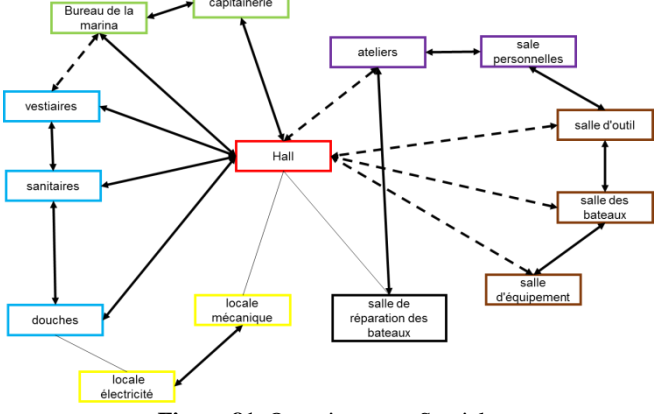 Bureau de la
marina
capitainerie
ateliers
sale
personnelles
vestiaires
salle d'outil
Hall
sanitaires
salle des
bateaux
salle
d'équipement
locale
mécanique
salle de
réparation des
bateaux
douches
locale
électricité